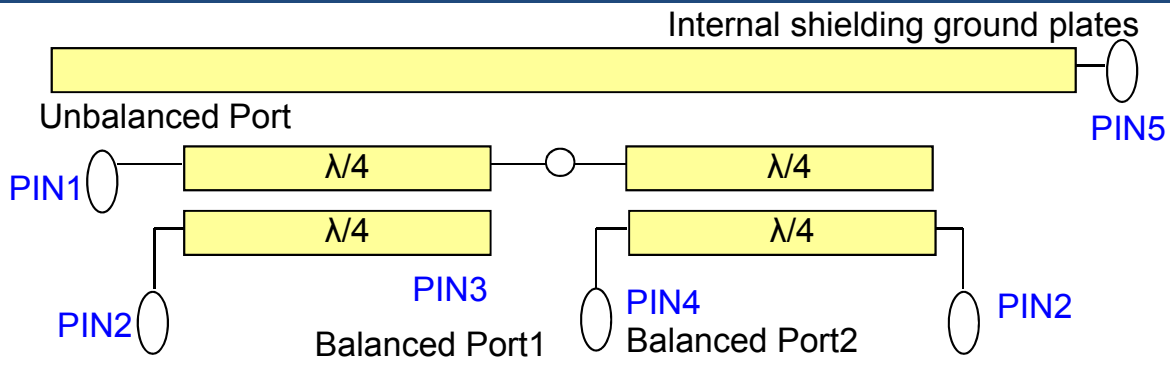 Internal shielding ground plates
Unbalanced Port
PIN5
λ/4
λ/4
PIN1
λ/4
λ/4
PIN3
PIN4
PIN2
PIN2
Balanced Port1
Balanced Port2